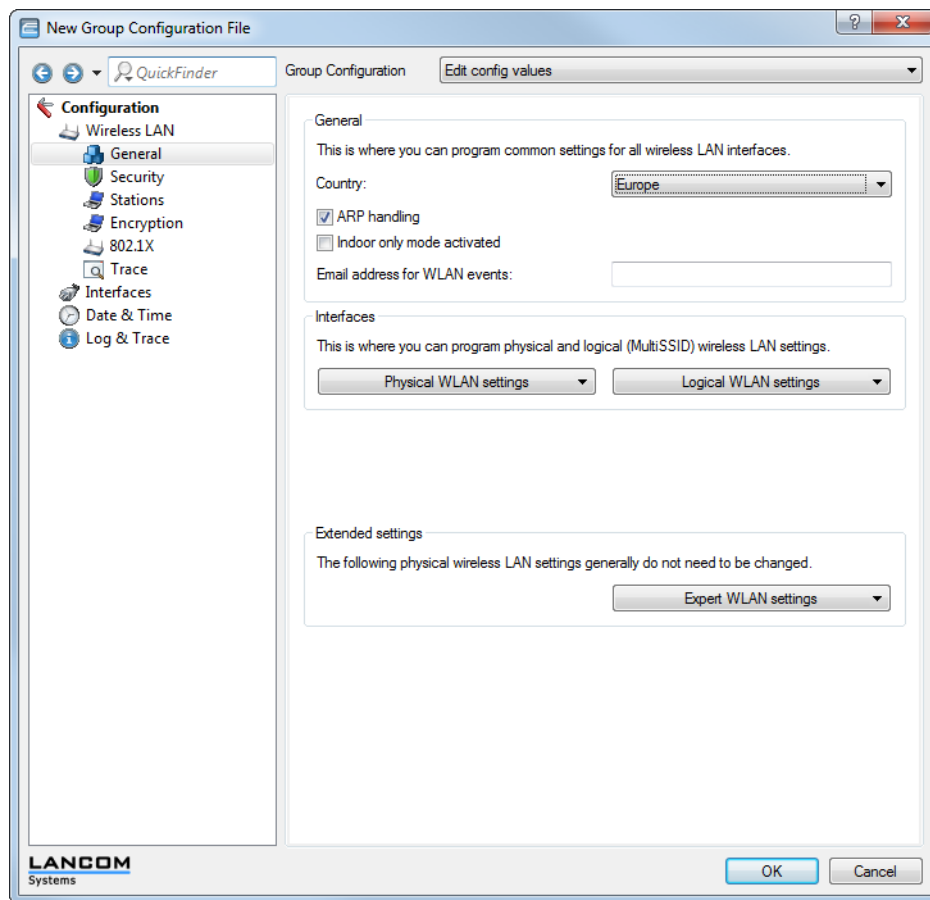 New Group Configuration File
QuickFinder
Group Configuration
Edit config values
Configuration
Wireless LAN
General
Security
Stations
Encryption
802.1X
Trace
Interfaces
Date & Time
Log & Trace
General
This is where you can program common settings for all wireless LAN interfaces.
Country:
Europe
ARP handling
Indoor only mode activated
Email address for WLAN events:
Interfaces
This is where you can program physical and logical (MultiSSID) wireless LAN settings.
Physical WLAN settings
Logical WLAN settings
Extended settings
The following physical wireless LAN settings generally do not need to be changed.
Expert WLAN settings
LANCOM
Systems
OK
Cancel